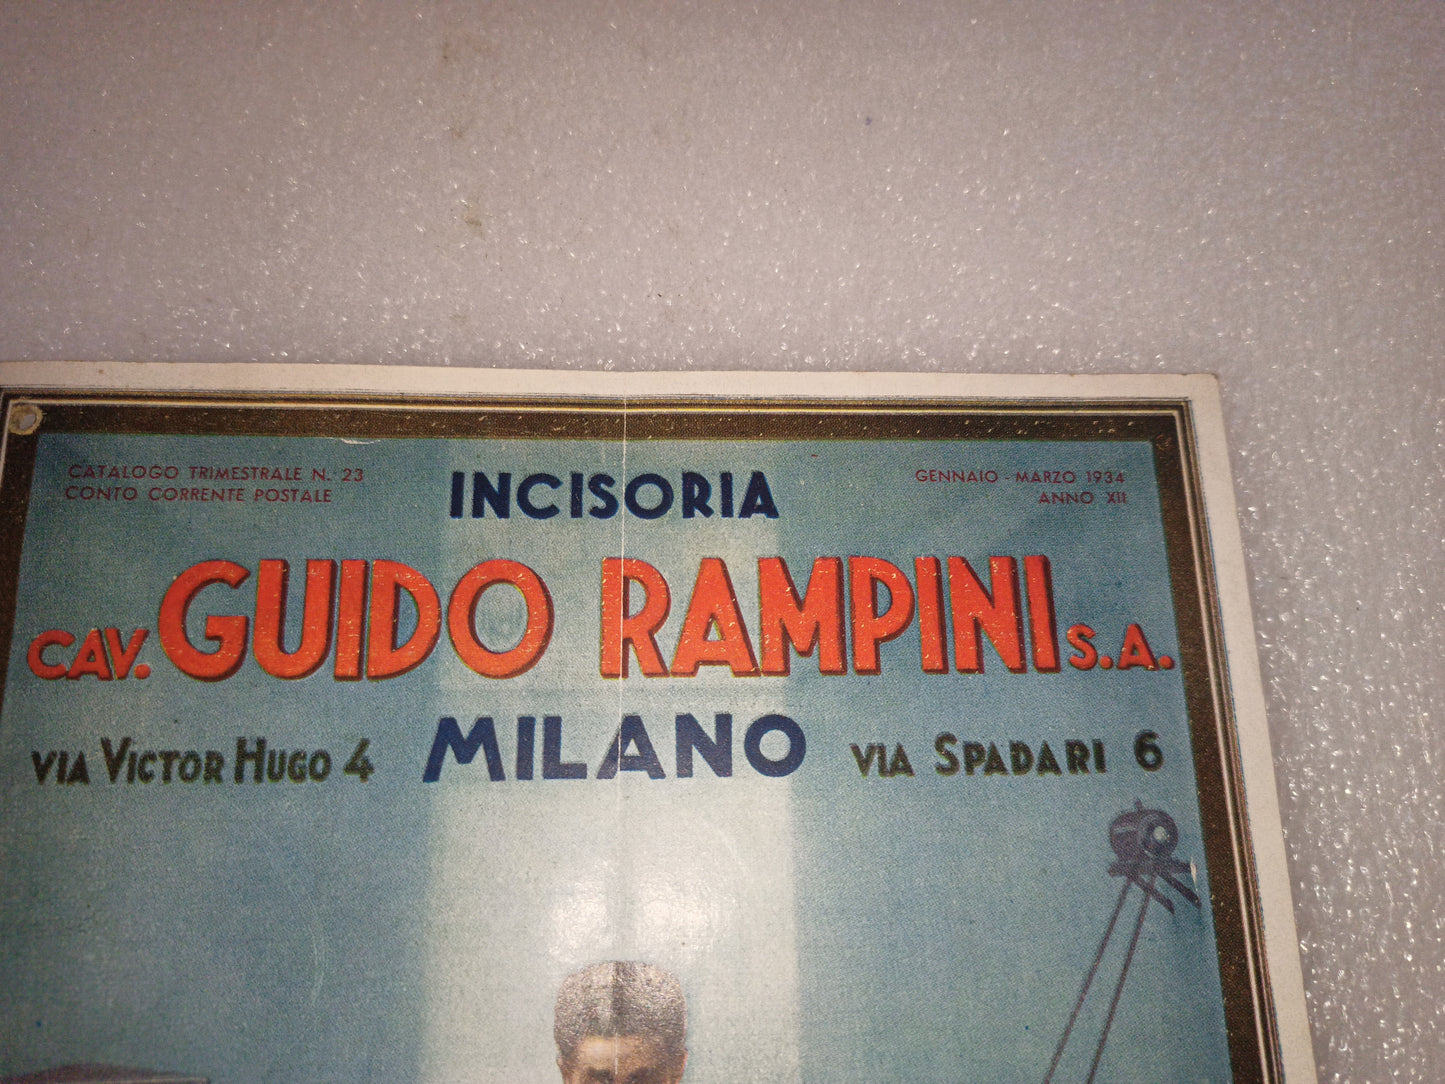 CATALOGO TRIMESTRALE N. 23
CONTO CORRENTE POSTALE
INCISORIA
GENNAIO - MARZO 1934
ANNO XII
CAV. GUIDO RAMPINI S.A.
VIA VICTOR HUGO 4
MILANO
VIA SPADARI 6